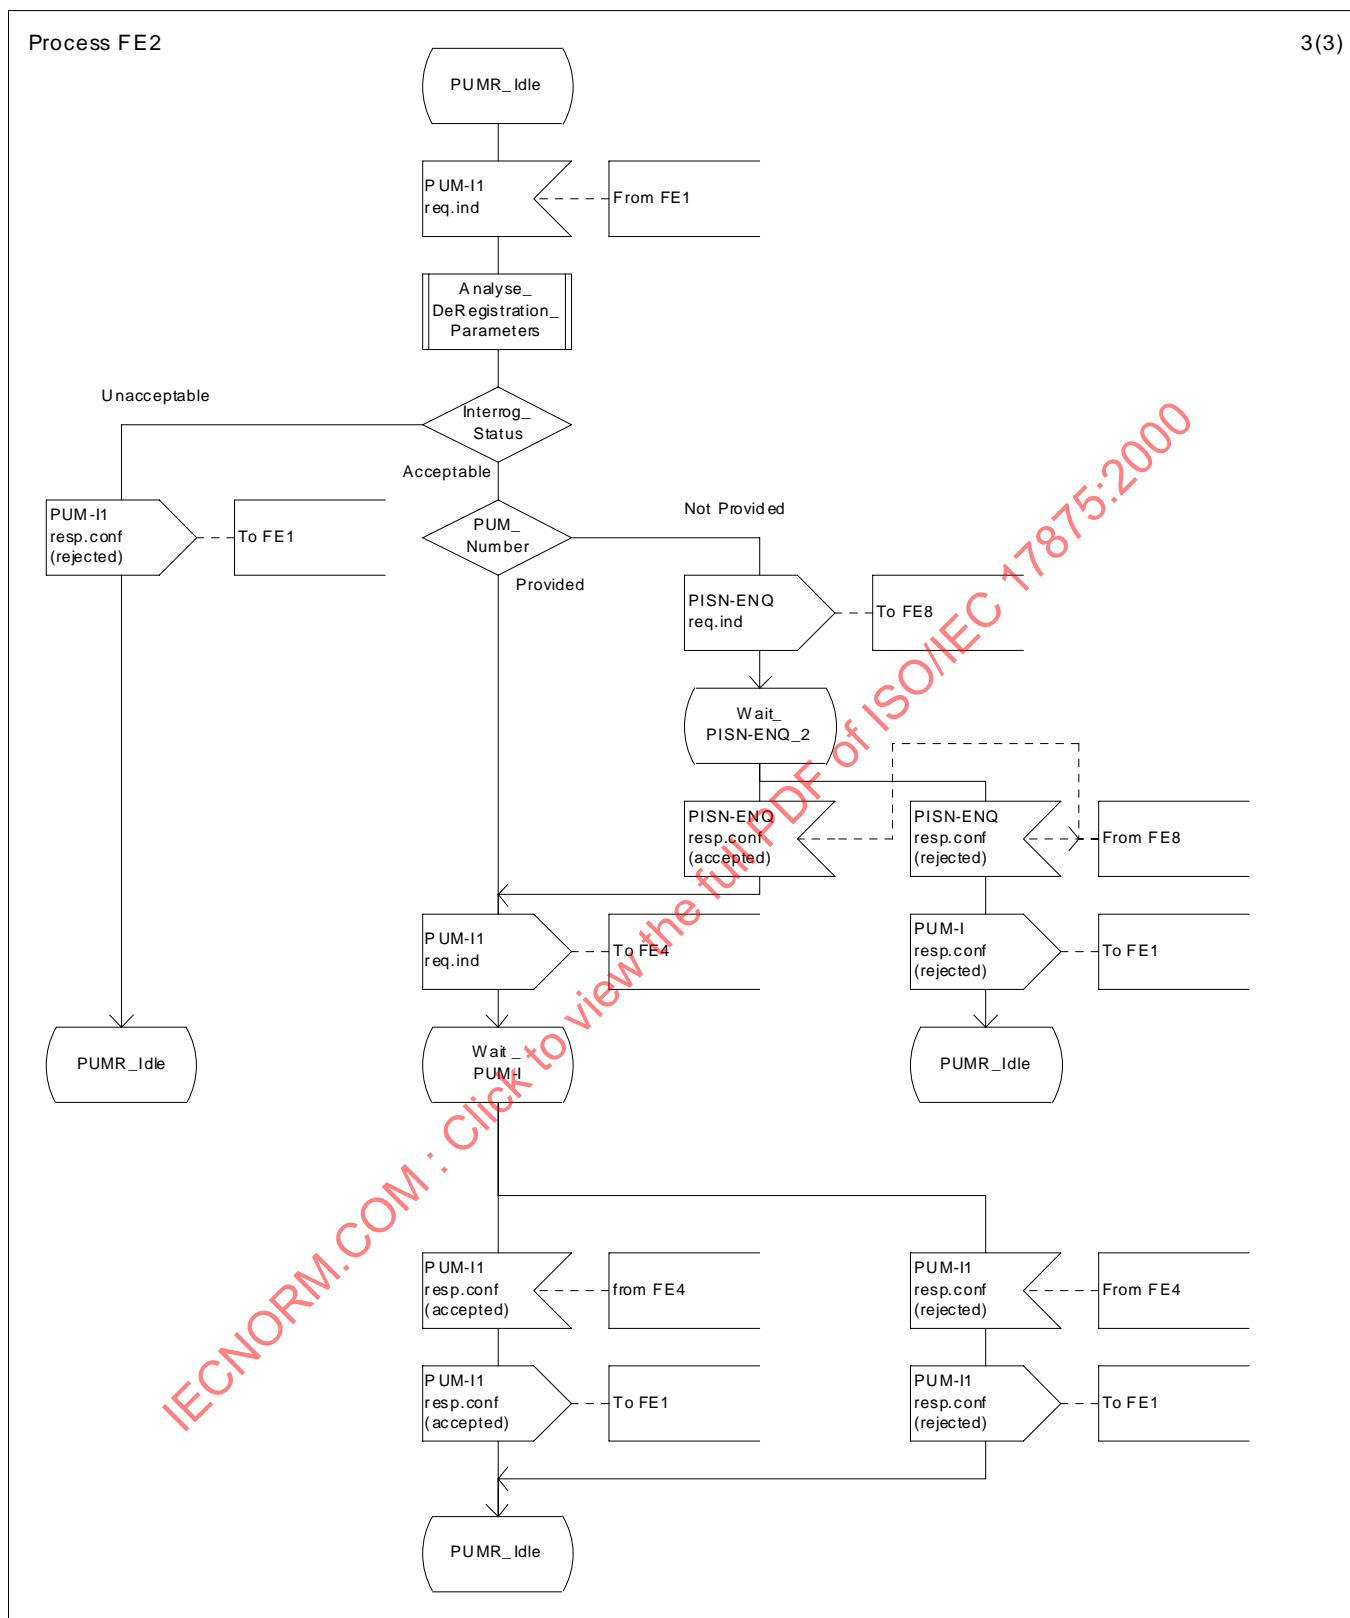 Process FE2
3(3)
PUMR_Idle
PUM-I1
req.ind
From FE1
Analyse_
DeRegistration_
Parameters
Unacceptable
Interrog_
Status
Acceptable
PUM-I1
resp.conf
(rejected)
To FE1
PUM_
Number
Not Provided
Provided
PISN-ENQ
req.ind
To FE8
Wait_
PISN-ENQ_2
PISN-ENQ
resp.conf
(accepted)
PISN-ENQ
resp.conf
(rejected)
From FE8
PUM-I1
req.ind
To FE4
PUM-I
resp.conf
(rejected)
To FE1
PUMR_Idle
Wait_
PUM-I
PUMR_Idle
PUM-I1
resp.conf
(accepted)
from FE4
PUM-I1
resp.conf
(rejected)
From FE4
PUM-I1
resp.conf
(accepted)
To FE1
PUM-I1
resp.conf
(rejected)
To FE1
PUMR_Idle
IECNORM.COM : Click to view the full PDF of ISO/IEC 17875:2000